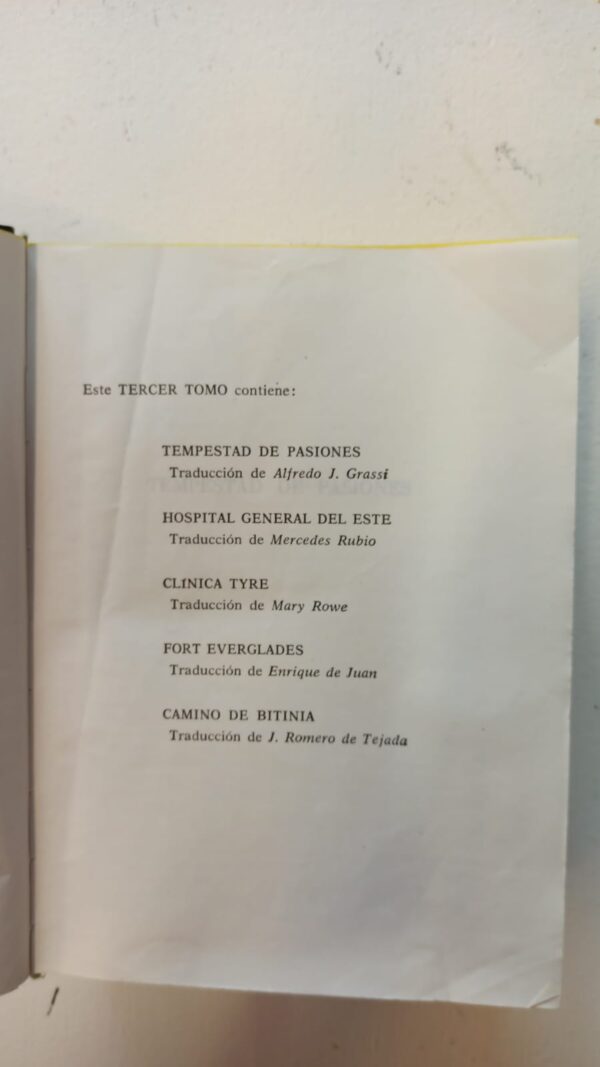 Este TERCER TOMO contiene:
TEMPESTAD DE PASIONES
Traducción de Alfredo J. Grassi
HOSPITAL GENERAL DEL ESTE
Traducción de Mercedes Rubio
CLÍNICA TYRE
Traducción de Mary Rowe
FORT EVERGLADES
Traducción de Enrique de Juan
CAMINO DE BITINIA
Traducción de J. Romero de Tejada